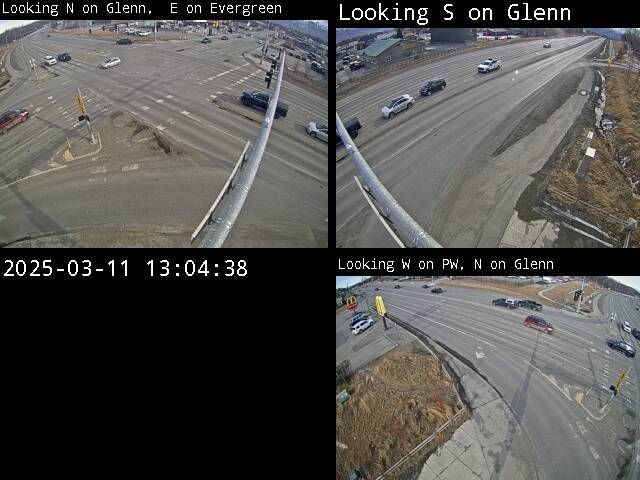 Looking N on Glenn,  E on Evergreen
Looking S on Glenn
2025-03-11 13:04:38
Looking W on PW, N on Glenn